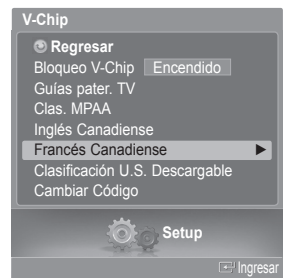 V-Chip
Regresar
Bloqueo V-Chip Encendido
Guías pater. TV
Clas. MPAA
Inglés Canadiense
Francés Canadiense
Clasificación U.S. Descargable
Cambiar Código
Setup
Ingresar